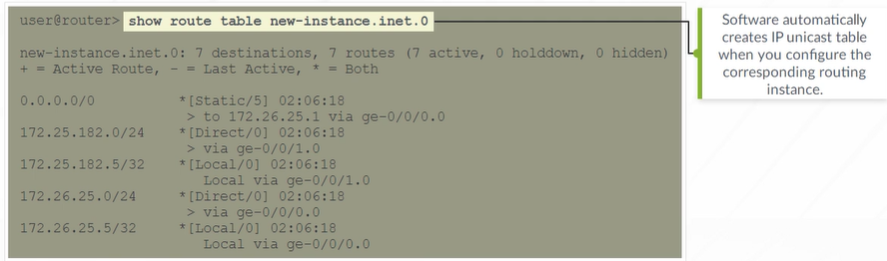 user@router> show route table new-instance.inet.0
new-instance.inet.0: 7 destinations, 7 routes (7 active, 0 holddown, 0 hidden)
+ = Active Route, - = Last Active, * = Both
0.0.0.0/0 *[Static/5] 02:06:18
> to 172.26.25.1 via ge-0/0/0.0
172.25.182.0/24 *[Direct/0] 02:06:18
> via ge-0/0/1.0
172.25.182.5/32 *[Local/0] 02:06:18
Local via ge-0/0/1.0
172.26.25.0/24 *[Direct/0] 02:06:18
> via ge-0/0/0.0
172.26.25.5/32 *[Local/0] 02:06:18
Local via ge-0/0/0.0
Software automatically
creates IP unicast table
when you configure the
corresponding routing
instance.